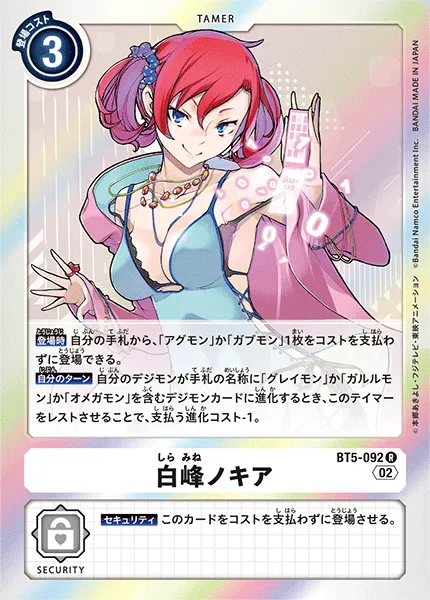 TAMER
登場コスト
3
登場時 自分の手札から、「アグモン」か「ガブモン」1枚をコストを支払わ
ずに登場できる。
自分のターン 自分のデジモンが手札の名称に「グレイモン」か「ガルルモ
ン」か「オメガモン」を含むデジモンカードに進化するとき、このテイマー
をレストさせることで、支払う進化コスト-1。
©本郷あきよし・フジテレビ・東映アニメーション ©Bandai Namco Entertainment Inc. BANDAI MADE IN JAPAN
しら みね
白峰ノキア
BT5-092 R
02
セキュリティ このカードをコストを支払わずに登場させる。
SECURITY